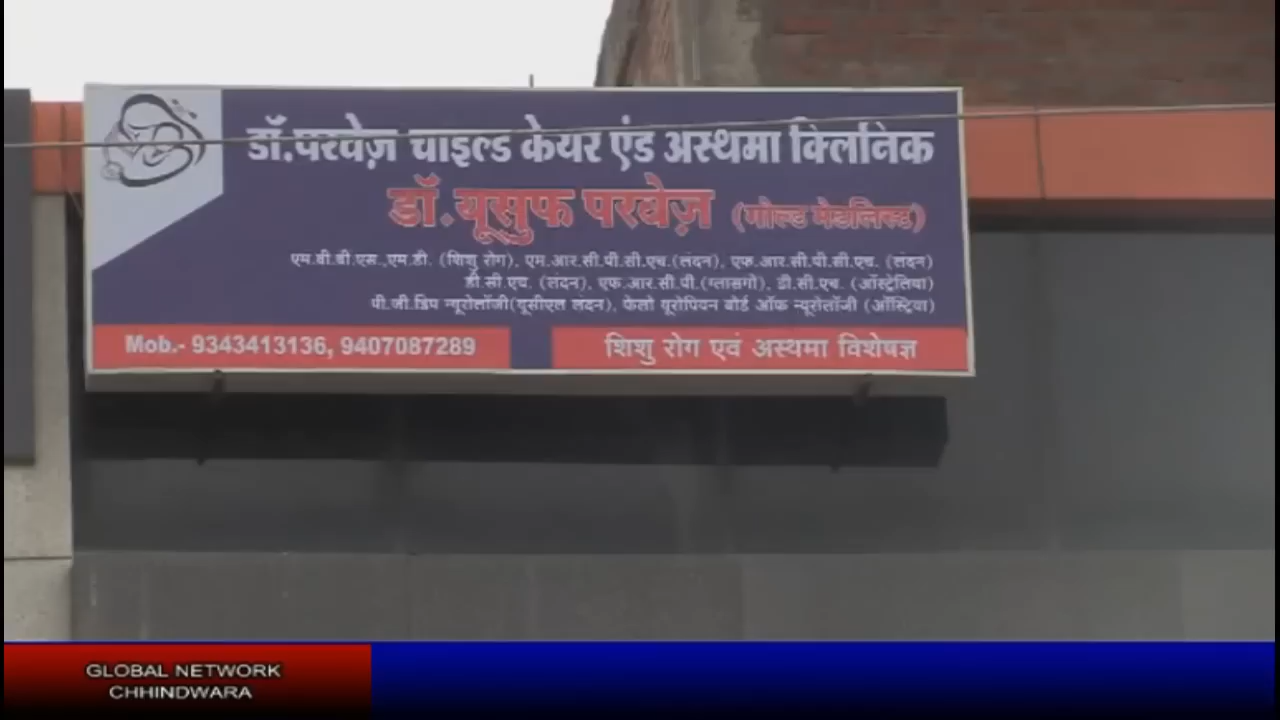 डॉ.परवेज़ चाइल्ड केयर एंड अस्थमा क्लिनिक
डॉ.यूसुफ परवेज़ (गोल्ड मेडलिस्ट)
एम.बी.बी.एस.,एम.डी. (शिशु रोग), एम.आर.सी.पी.सी.एच.(लंदन), एफ.आर.सी.पी.सी.एच. (लंदन)
डी.सी.एच. (लंदन), एफ.आर.सी.पी.(ग्लासगो), डी.सी.एच. (ऑस्ट्रेलिया)
पी.जी.डिप न्यूरोलॉजी(यूसीएल लंदन), फेलो यूरोपियन बोर्ड ऑफ न्यूरोलॉजी (ऑस्ट्रिया)
Mob.- 9343413136, 9407087289
शिशु रोग एवं अस्थमा विशेषज्ञ
GLOBAL NETWORK
CHHINDWARA